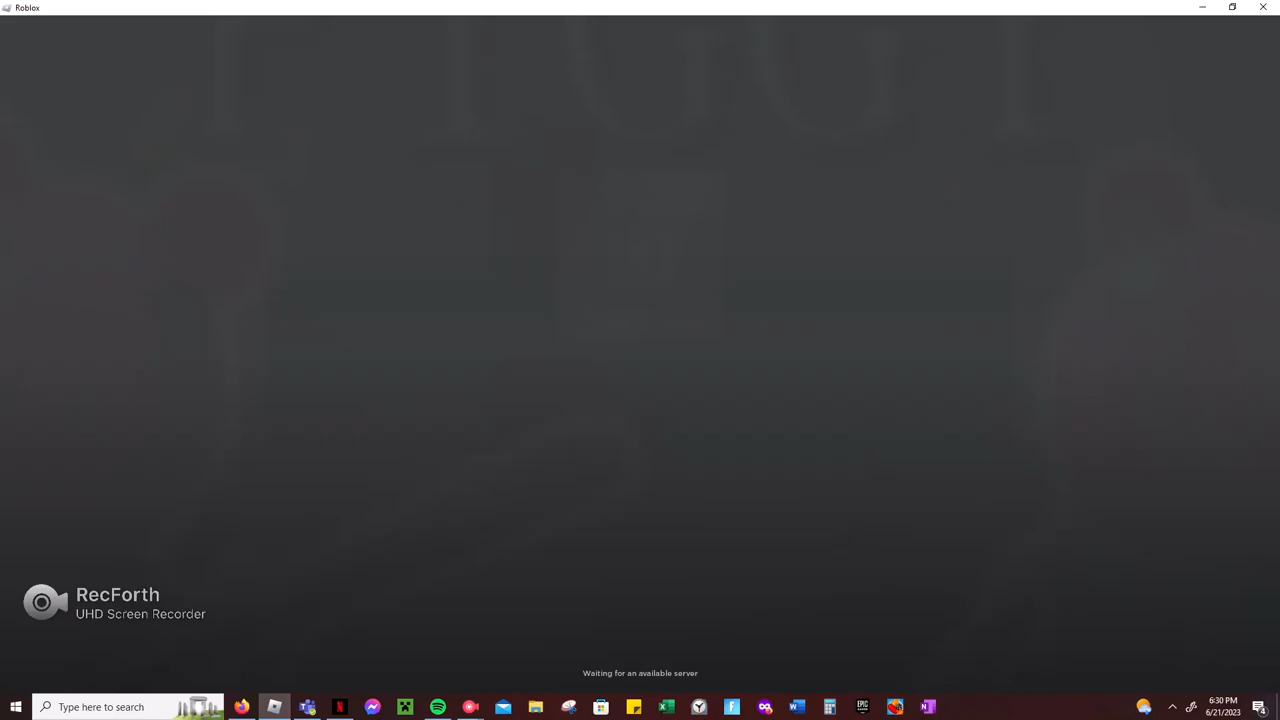 Roblox
PIGGY
RecForth
UHD Screen Recorder
Waiting for an available server
Type here to search
6:30 PM
6/21/2023